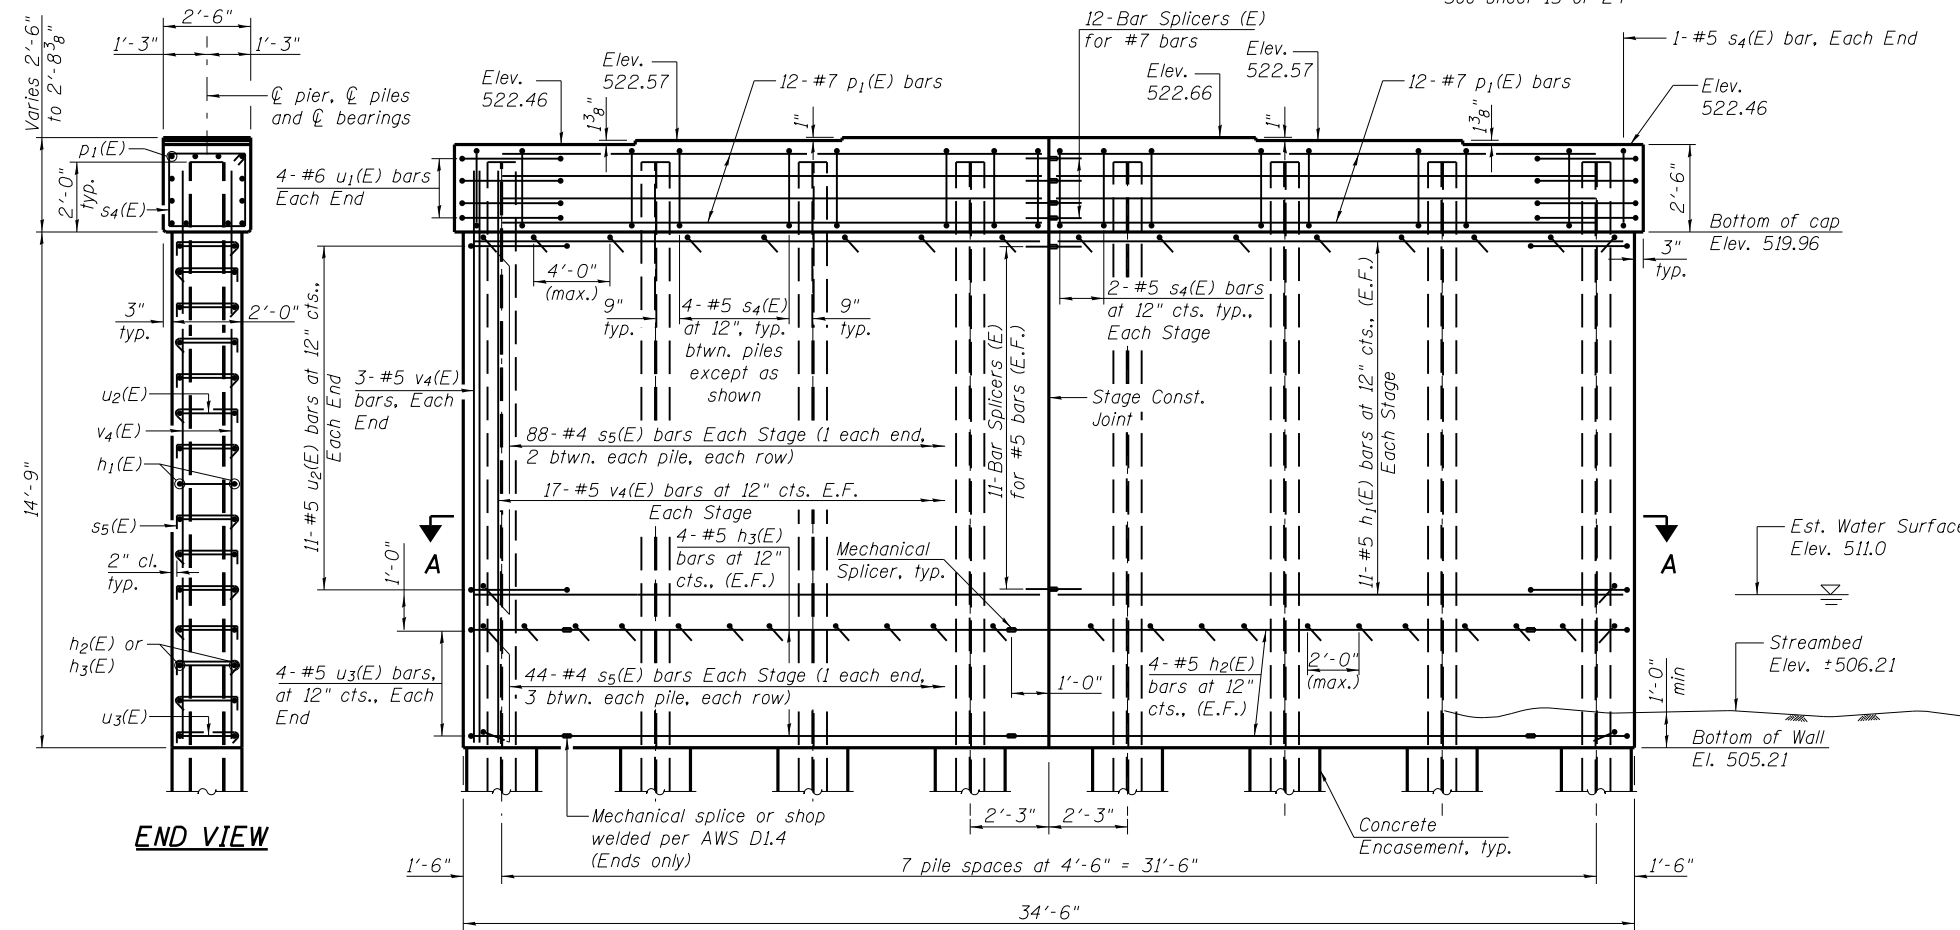 2'-6"
1'-3"
1'-3"
Varies 2'-6"
to 2'-8⅜"
℄ pier, ℄ piles
and ℄ bearings
p1(E)
2'-0"
typ.
s4(E)
3"
typ.
2'-0"
u2(E)
v4(E)
h1(E)
s5(E)
2" cl.
typ.
h2(E) or
h3(E)
u3(E)
14'-9"
END VIEW
Elev.
522.46
Elev.
522.57
1⅜"
12-#7 p1(E) bars
1"
12-Bar Splicers (E)
for #7 bars
Elev.
522.66
Elev.
522.57
1"
12-#7 p1(E) bars
1⅜"
1-#5 s4(E) bar, Each End
Elev.
522.46
4-#6 u1(E) bars
Each End
2'-6"
Bottom of cap
Elev. 519.96
3"
typ.
4'-0"
(max.)
9"
typ.
4-#5 s4(E)
at 12", typ.
btwn. piles
except as
shown
9"
typ.
2-#5 s4(E) bars
at 12" cts. typ.,
Each Stage
11-#5 u2(E) bars at 12" cts.,
Each End
3-#5 v4(E)
bars, Each
End
11-Bar Splicers (E)
for #5 bars (E.F.)
Stage Const.
Joint
11-#5 h1(E) bars at 12" cts., (E.F.)
Each Stage
88-#4 s5(E) bars Each Stage (1 each end,
2 btwn. each pile, each row)
17-#5 v4(E) bars at 12" cts. E.F.
Each Stage
4-#5 h3(E)
bars at 12"
cts., (E.F.)
Mechanical
Splicer, typ.
A
A
Est. Water Surface
Elev. 511.0
1'-0"
4-#5 u3(E) bars,
at 12" cts., Each
End
44-#4 s5(E) bars Each Stage (1 each end,
3 btwn. each pile, each row)
1'-0"
4-#5 h2(E)
bars at 12"
cts., (E.F.)
2'-0"
(max.)
Streambed
Elev. ±506.21
1'-0"
min
Bottom of Wall
El. 505.21
Mechanical splice or shop
welded per AWS D1.4
(Ends only)
2'-3"
2'-3"
Concrete
Encasement, typ.
1'-6"
7 pile spaces at 4'-6" = 31'-6"
1'-6"
34'-6"